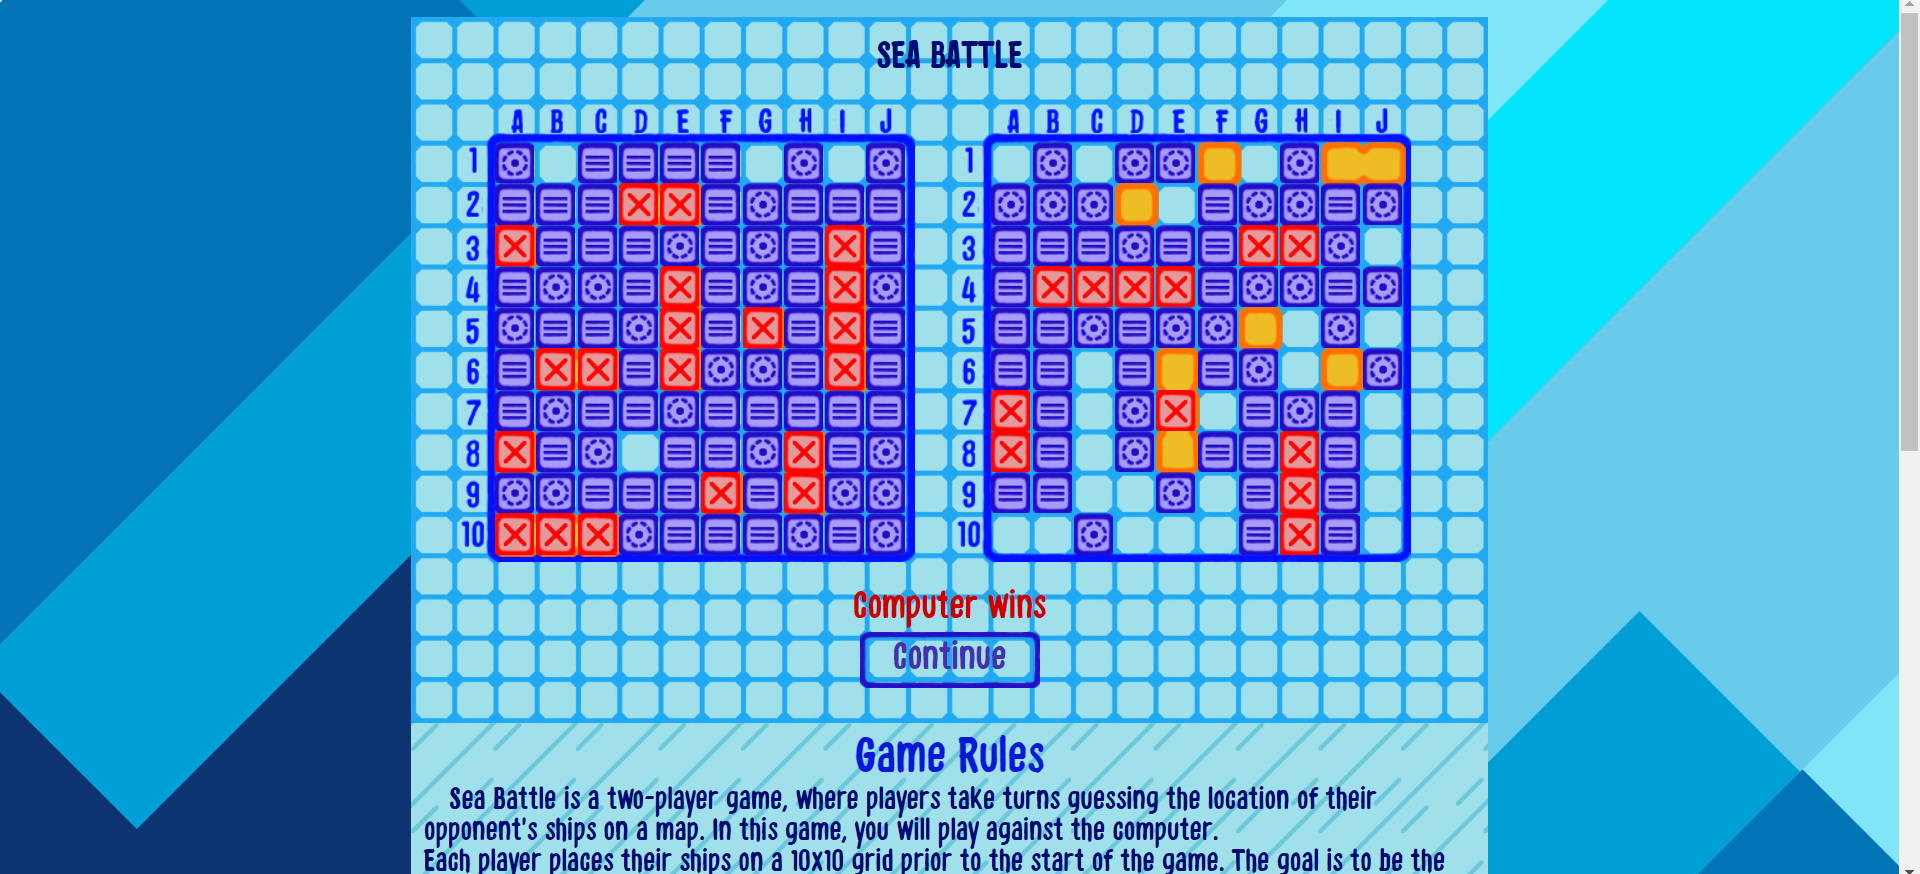 SEA BATTLE
A B C D E F G H I J A B C D E F G H I J
1 1
2 2
3 3
4 4
5 5
6 6
7 7
8 8
9 9
10 10
Computer wins
Continue
Game Rules
Sea Battle is a two-player game, where players take turns guessing the location of their
opponent's ships on a map. In this game, you will play against the computer.
Each player places their ships on a 10x10 grid prior to the start of the game. The goal is to be the